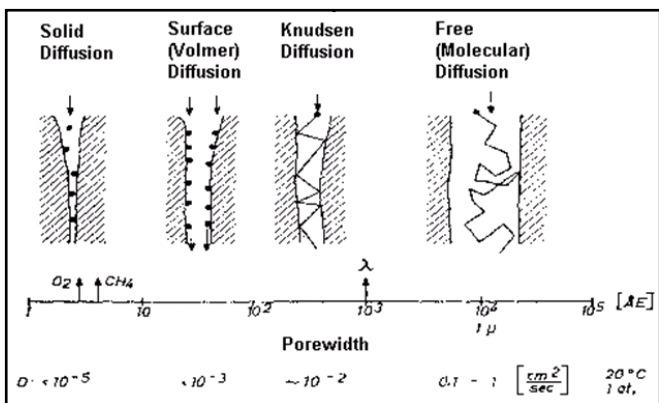 Solid Diffusion
Surface (Volmer) Diffusion
Knudsen Diffusion
Free (Molecular) Diffusion
O₂ CH₄ λ
1 10 10² 10³ 10⁴ 10⁵ [ÅE]
1 μ
Porewidth
D: < 10⁻⁵ < 10⁻³ ~ 10⁻² 0.1 - 1 [cm²/sec] 20°C
1 at,